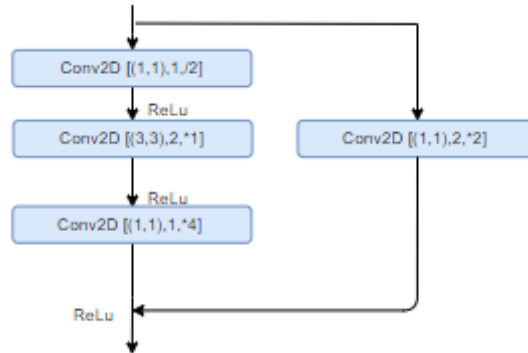 Conv2D [(1,1),1,/2]
ReLu
Conv2D [(3,3),2,*1]
Conv2D [(1,1),2,*2]
ReLu
Conv2D [(1,1),1,*4]
ReLu